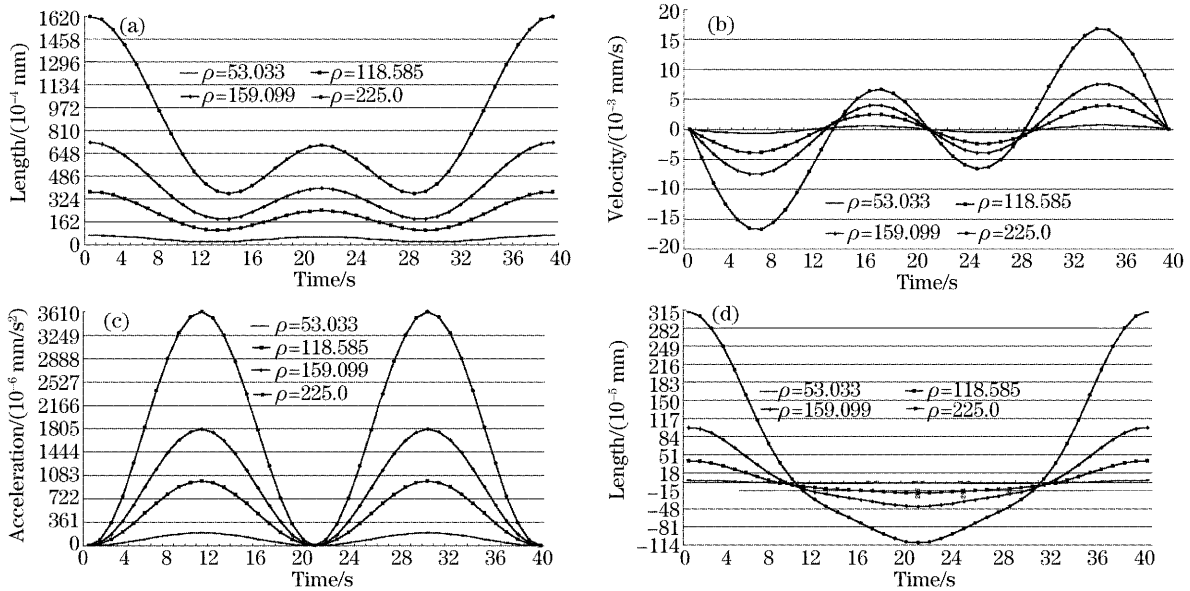 (a)
Length/(10⁻⁴ mm)
1620
1458
1296
1134
972
810
648
486
324
162
0
ρ=53.033 ρ=118.585
ρ=159.099 ρ=225.0
0 4 8 12 16 20 24 28 32 36 40
Time/s
(b)
Velocity/(10⁻³ mm/s)
20
15
10
5
0
−5
−10
−15
−20
ρ=53.033 ρ=118.585
ρ=159.099 ρ=225.0
0 4 8 12 16 20 24 28 32 36 40
Time/s
(c)
Acceleration/(10⁻⁶ mm/s²)
3610
3249
2888
2527
2166
1805
1444
1083
722
361
0
ρ=53.033
ρ=118.585
ρ=159.099
ρ=225.0
0 4 8 12 16 20 24 28 32 36 40
Time/s
(d)
Length/(10⁻⁵ mm)
315
282
249
216
183
150
117
84
51
18
−15
−48
−81
−114
ρ=53.033 ρ=118.585
ρ=159.099 ρ=225.0
0 4 8 12 16 20 24 28 32 36 40
Time/s